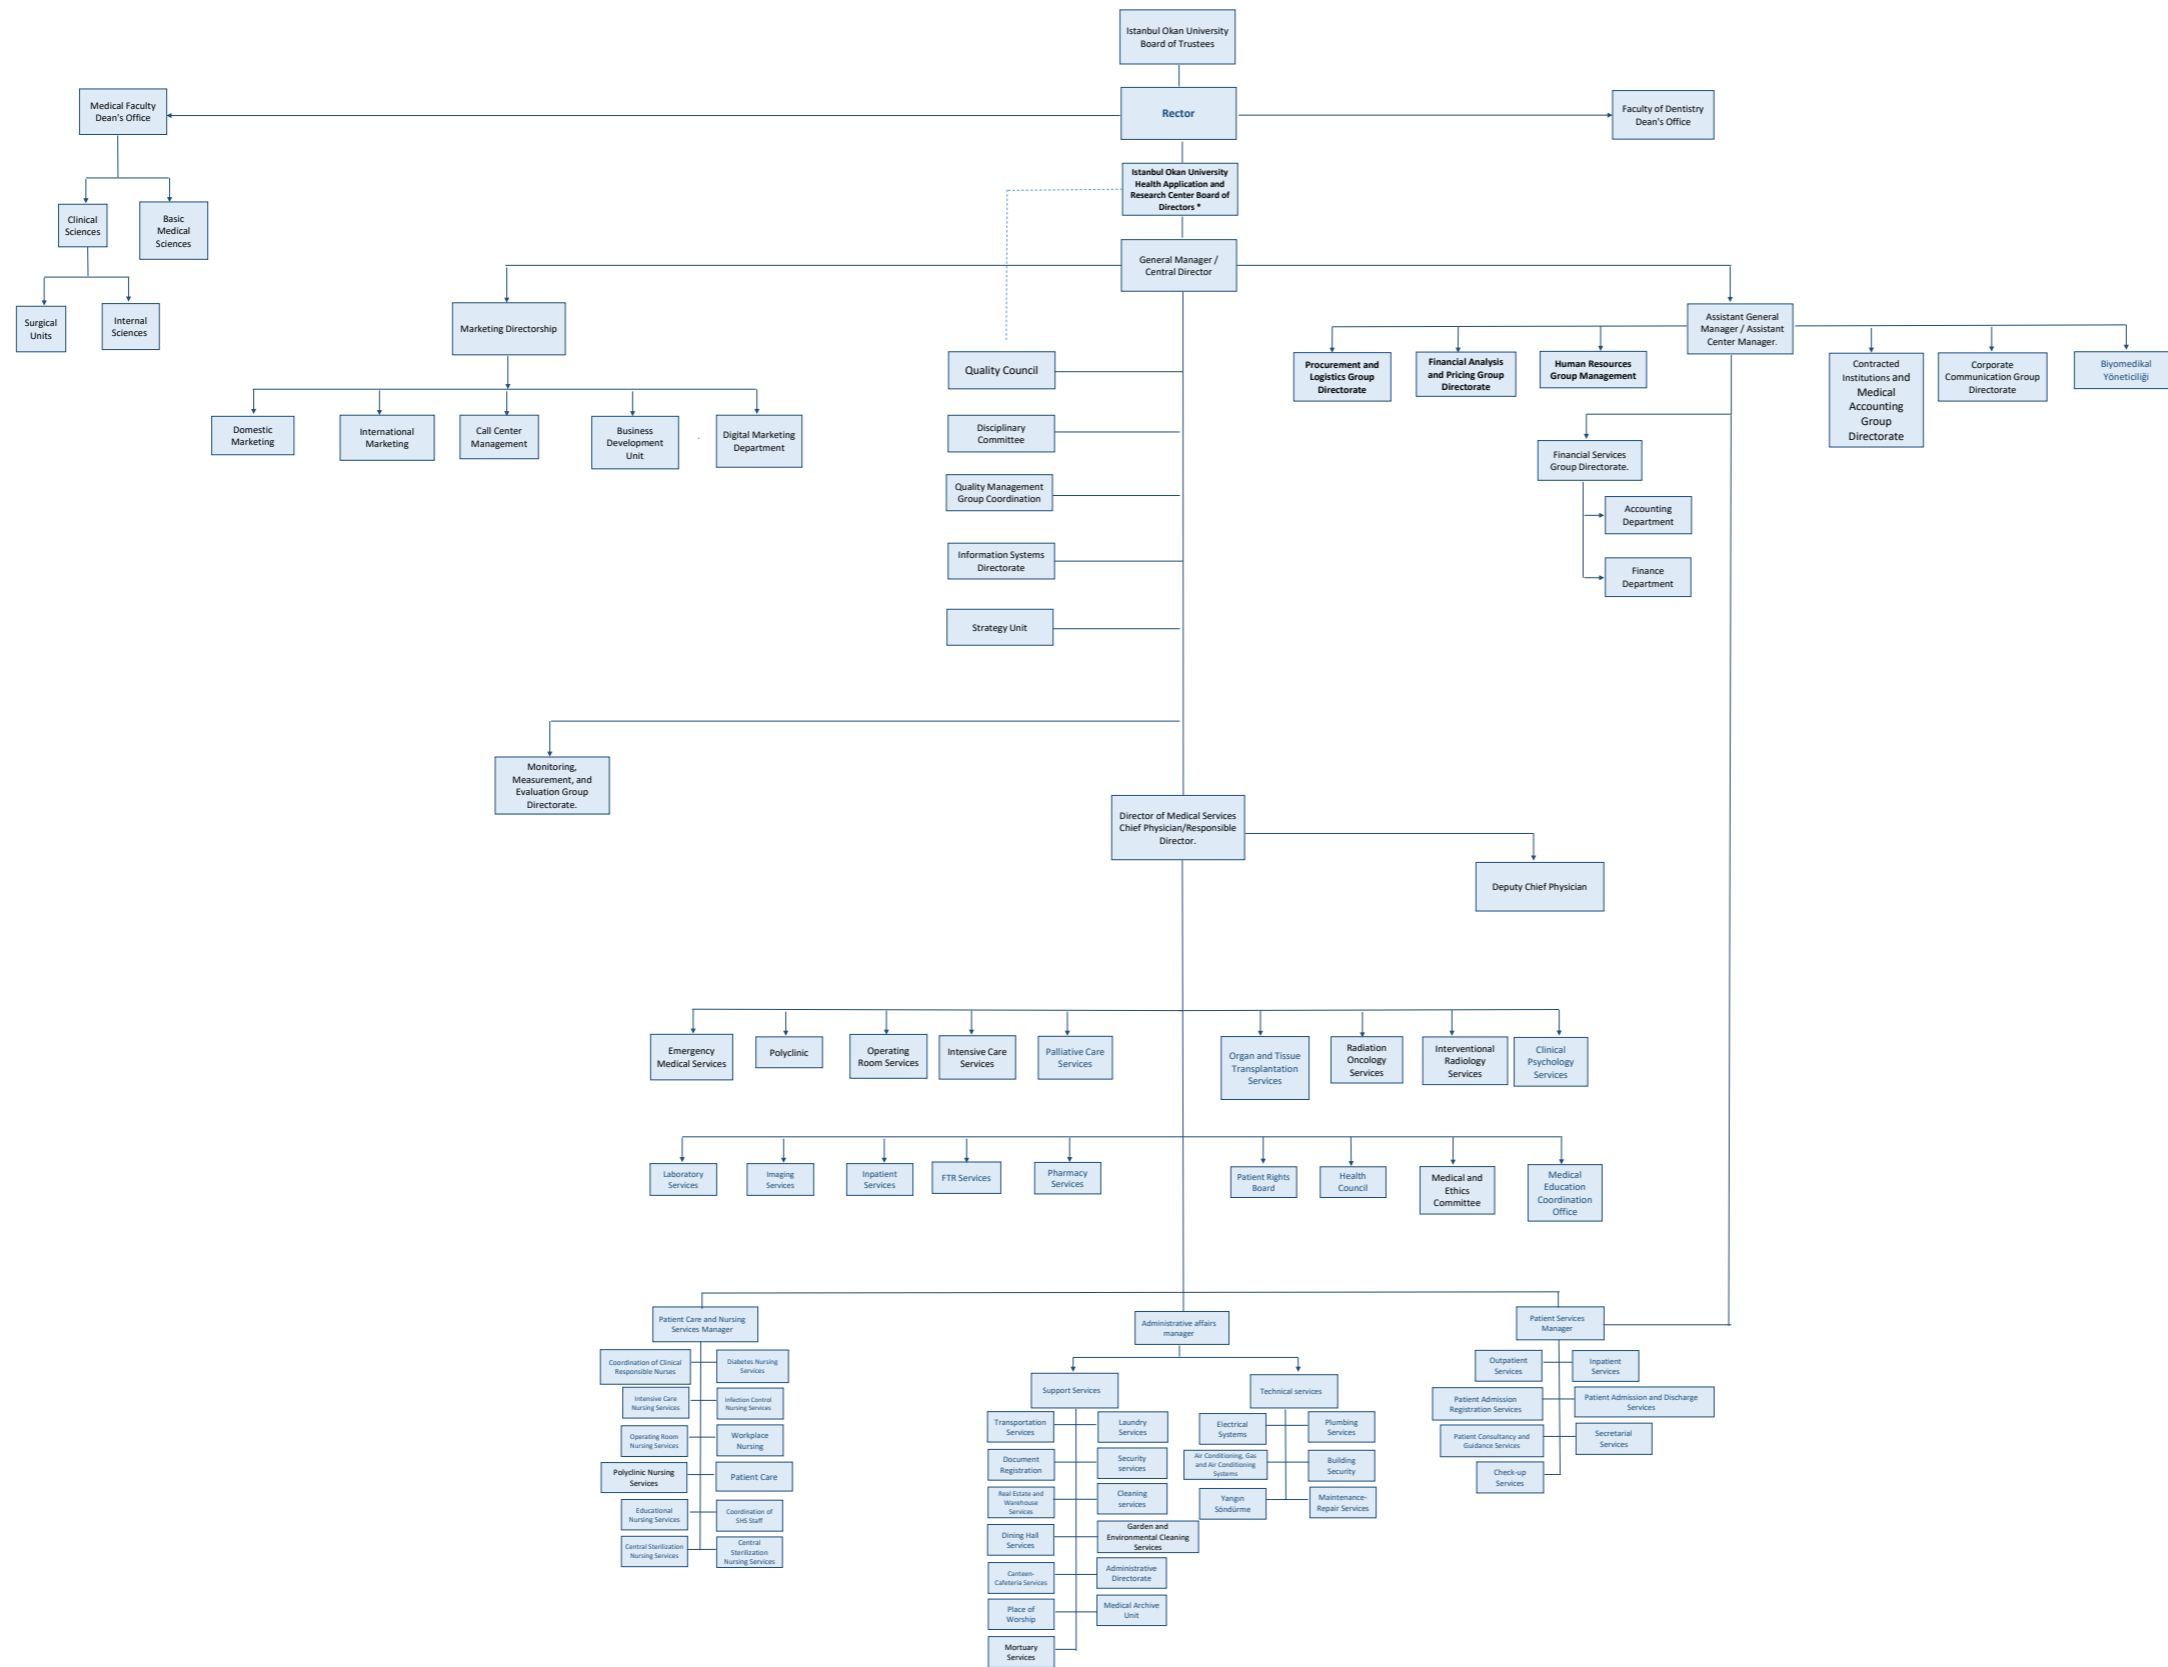 Istanbul Okan University
Board of Trustees
Medical Faculty
Dean's Office
Rector
Faculty of Dentistry
Dean's Office
Istanbul Okan University
Health Application and
Research Center Board of
Directors *
Clinical
Sciences
Basic
Medical
Sciences
General Manager /
Central Director
Surgical
Units
Internal
Sciences
Marketing Directorship
Assistant General
Manager / Assistant
Center Manager.
Quality Council
Procurement and
Logistics Group
Directorate
Financial Analysis
and Pricing Group
Directorate
Human Resources
Group Management
Contracted
Institutions and
Medical
Accounting
Group
Directorate
Corporate
Communication Group
Directorate
Biyomedikal
Yöneticiliği
Domestic
Marketing
International
Marketing
Call Center
Management
Business
Development
Unit
Digital Marketing
Department
Disciplinary
Committee
Financial Services
Group Directorate.
Quality Management
Group Coordination
Accounting
Department
Information Systems
Directorate
Finance
Department
Strategy Unit
Monitoring,
Measurement, and
Evaluation Group
Directorate.
Director of Medical Services
Chief Physician/Responsible
Director.
Deputy Chief Physician
Emergency
Medical Services
Polyclinic
Operating
Room Services
Intensive Care
Services
Palliative Care
Services
Organ and Tissue
Transplantation
Services
Radiation
Oncology
Services
Interventional
Radiology
Services
Clinical
Psychology
Services
Laboratory
Services
Imaging
Services
Inpatient
Services
FTR Services
Pharmacy
Services
Patient Rights
Board
Health
Council
Medical and
Ethics
Committee
Medical
Education
Coordination
Office
Patient Care and Nursing
Services Manager
Administrative affairs
manager
Patient Services
Manager
Coordination of Clinical
Responsible Nurses
Diabetes Nursing
Services
Intensive Care
Nursing Services
Infection Control
Nursing Services
Operating Room
Nursing Services
Workplace
Nursing
Polyclinic Nursing
Services
Patient Care
Educational
Nursing Services
Coordination of
SHS Staff
Central Sterilization
Nursing Services
Central
Sterilization
Nursing Services
Support Services
Technical services
Transportation
Services
Laundry
Services
Document
Registration
Security
services
Real Estate and
Warehouse
Services
Cleaning
services
Dining Hall
Services
Garden and
Environmental Cleaning
Services
Canteen-
Cafeteria Services
Administrative
Directorate
Place of
Worship
Medical Archive
Unit
Mortuary
Services
Electrical
Systems
Plumbing
Services
Air Conditioning, Gas
and Air Conditioning
Systems
Building
Security
Yangın
Söndürme
Maintenance-
Repair Services
Outpatient
Services
Inpatient
Services
Patient Admission
Registration Services
Patient Admission and Discharge
Services
Patient Consultancy and
Guidance Services
Secretarial
Services
Check-up
Services